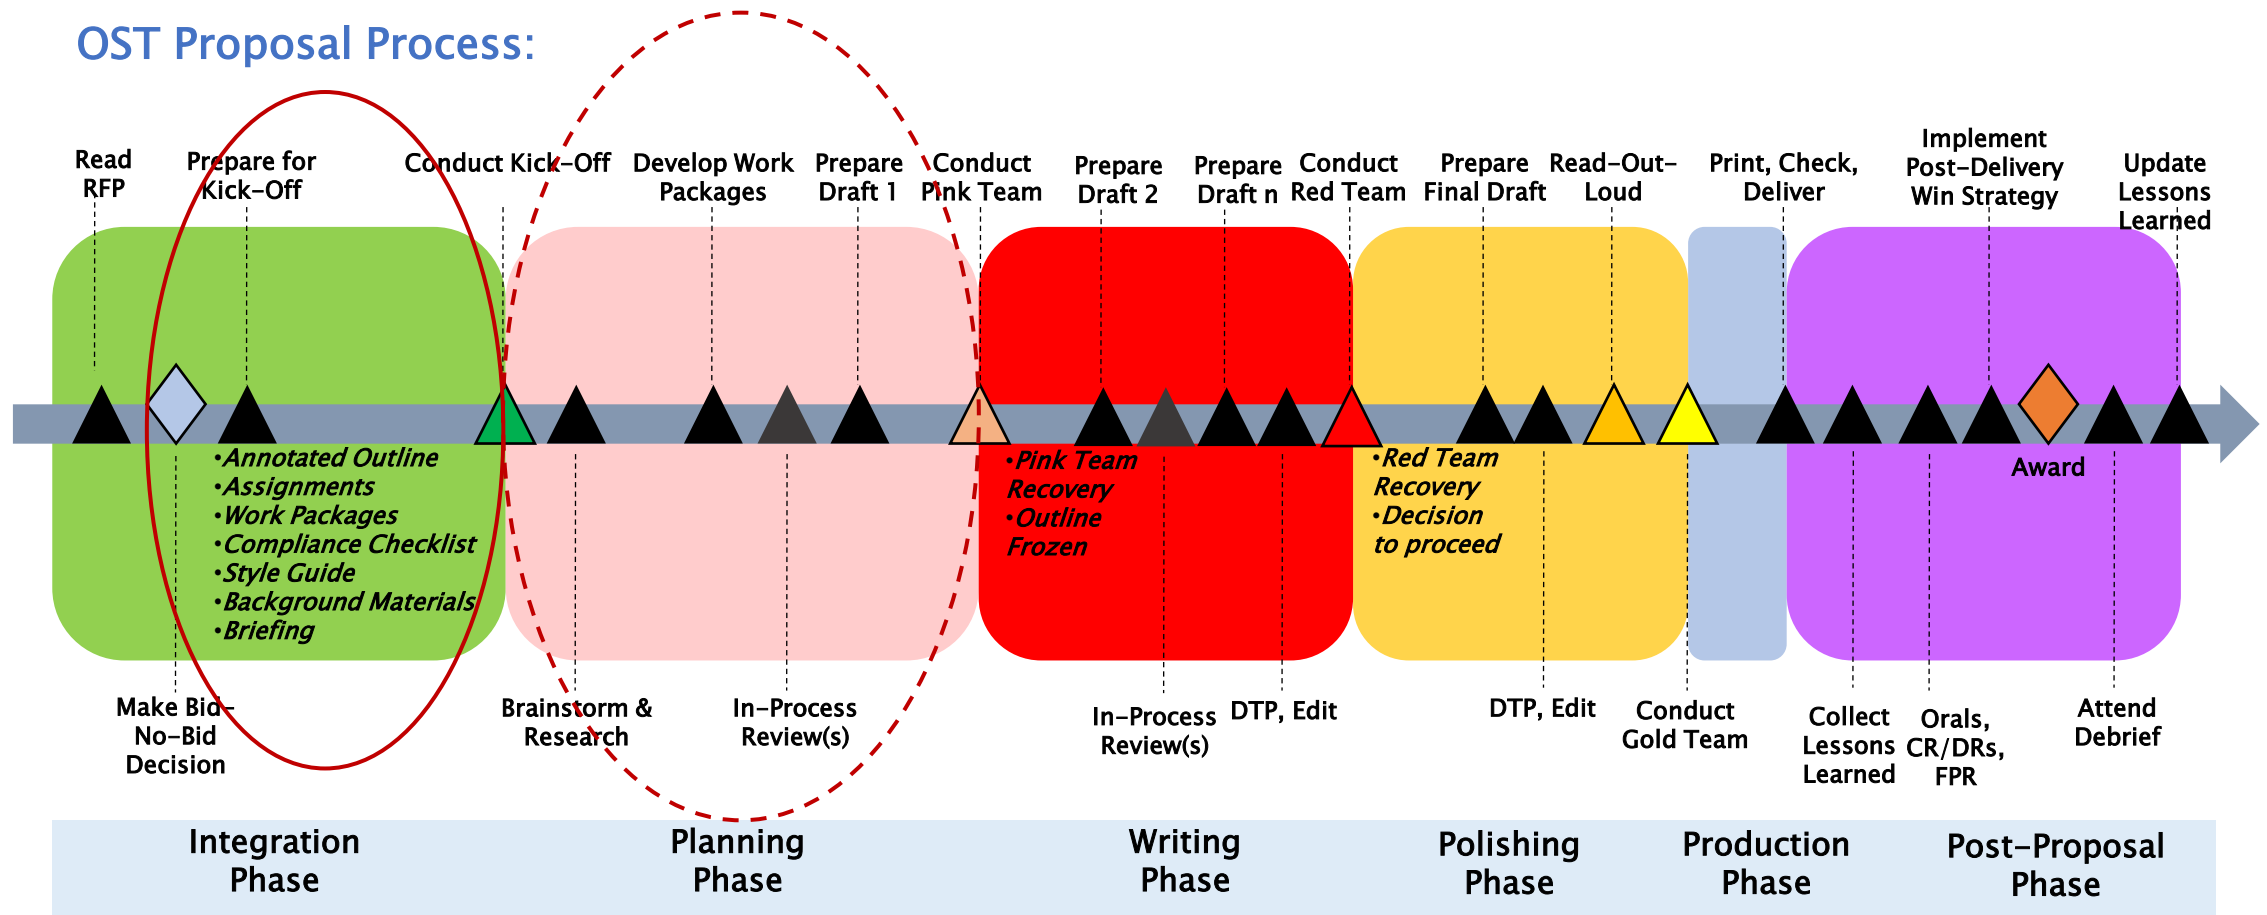 OST Proposal Process:
Read
RFP
Prepare for
Kick-Off
Conduct Kick-Off
Develop Work
Packages
Prepare
Draft 1
Conduct
Pink Team
Prepare
Draft 2
Prepare
Draft n
Conduct
Red Team
Prepare
Final Draft
Read-Out-
Loud
Print, Check,
Deliver
Implement
Post-Delivery
Win Strategy
Update
Lessons
Learned
•Annotated Outline
•Assignments
•Work Packages
•Compliance Checklist
•Style Guide
•Background Materials
•Briefing
•Pink Team
Recovery
•Outline
Frozen
•Red Team
Recovery
•Decision
to proceed
Award
Make Bid-
No-Bid
Decision
Brainstorm &
Research
In-Process
Review(s)
In-Process
Review(s)
DTP, Edit
DTP, Edit
Conduct
Gold Team
Collect
Lessons
Learned
Orals,
CR/DRs,
FPR
Attend
Debrief
Integration
Phase
Planning
Phase
Writing
Phase
Polishing
Phase
Production
Phase
Post-Proposal
Phase